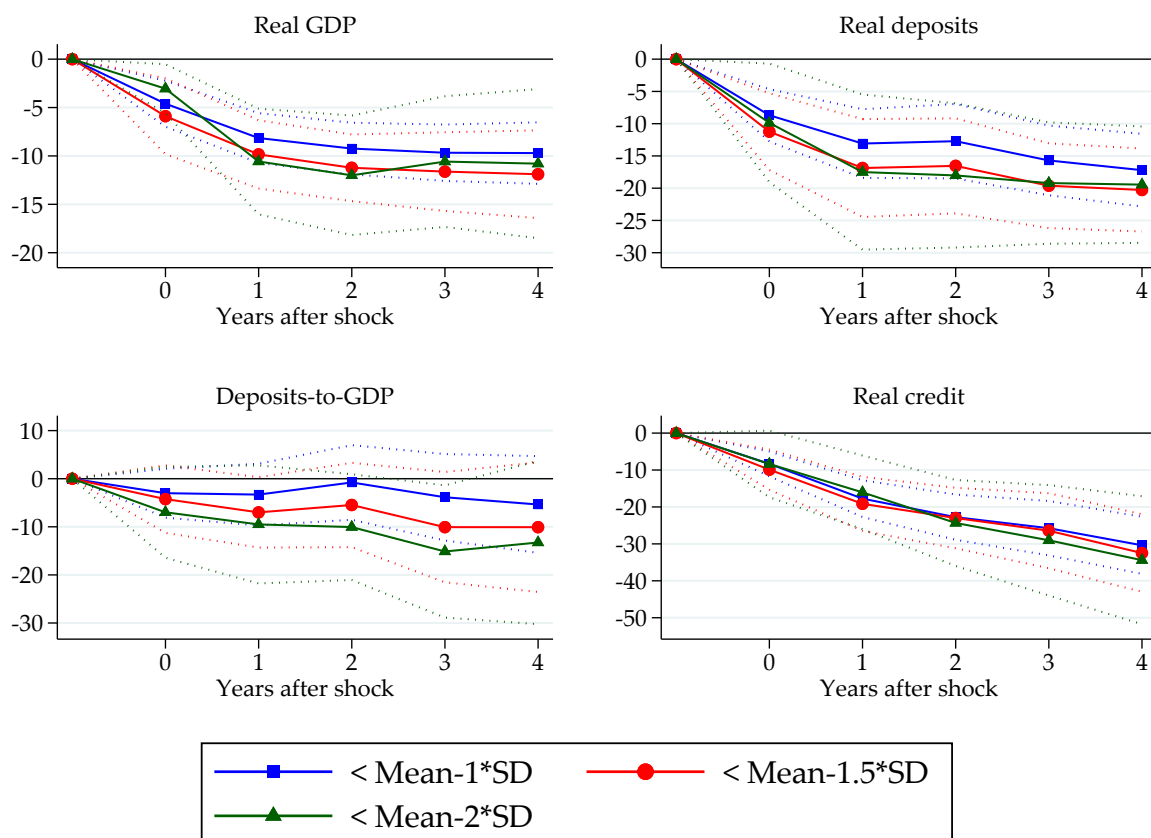 Real GDP
0
-5
-10
-15
-20
0 1 2 3 4
Years after shock
Real deposits
0
-5
-10
-15
-20
-25
-30
0 1 2 3 4
Years after shock
Deposits-to-GDP
10
0
-10
-20
-30
0 1 2 3 4
Years after shock
Real credit
0
-10
-20
-30
-40
-50
0 1 2 3 4
Years after shock
< Mean-1*SD
< Mean-1.5*SD
< Mean-2*SD